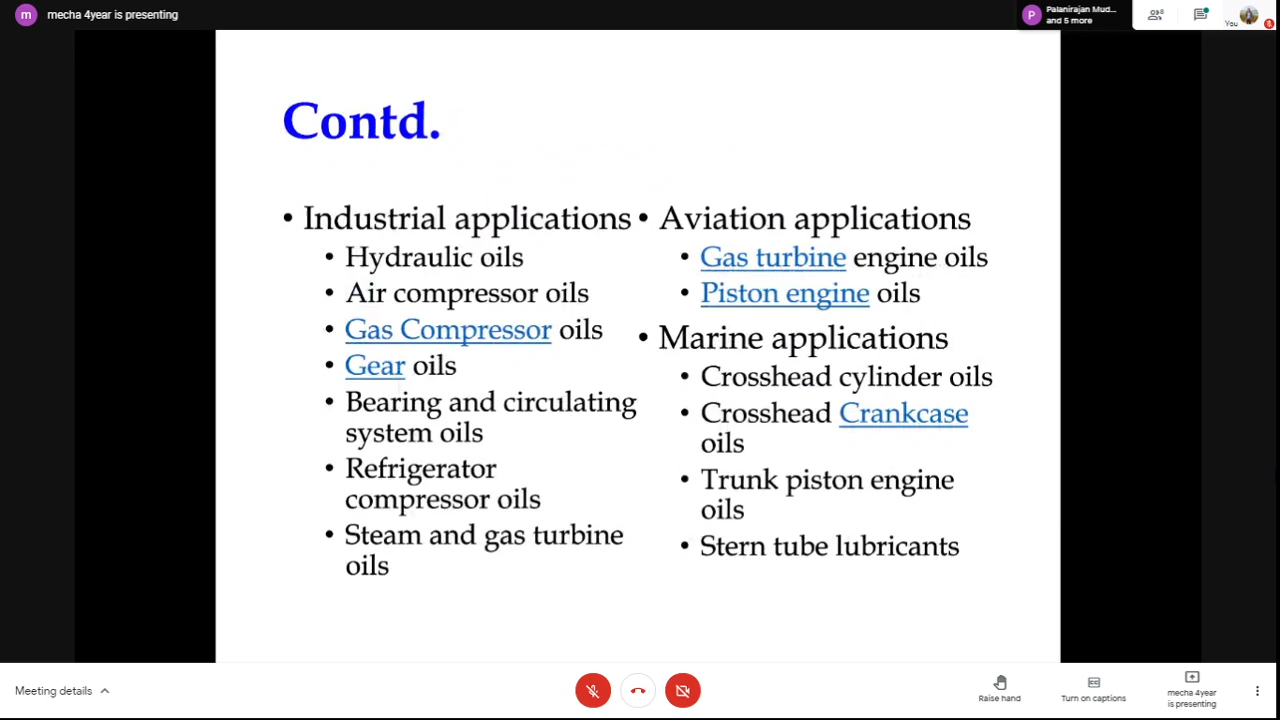 m mecha 4year is presenting
P Palanirajan Mud...
and 5 more
8
You
Contd.
• Industrial applications
• Hydraulic oils
• Air compressor oils
• Gas Compressor oils
• Gear oils
• Bearing and circulating
system oils
• Refrigerator
compressor oils
• Steam and gas turbine
oils
• Aviation applications
• Gas turbine engine oils
• Piston engine oils
• Marine applications
• Crosshead cylinder oils
• Crosshead Crankcase
oils
• Trunk piston engine
oils
• Stern tube lubricants
Meeting details
Raise hand
Turn on captions
mecha 4year
is presenting